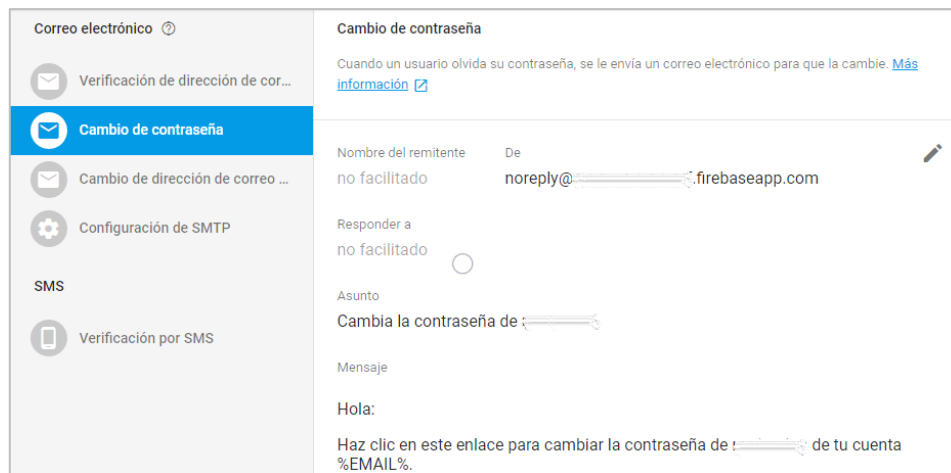 Correo electrónico
Verificación de dirección de cor...
Cambio de contraseña
Cambio de dirección de correo ...
Configuración de SMTP
SMS
Verificación por SMS
Cambio de contraseña
Cuando un usuario olvida su contraseña, se le envía un correo electrónico para que la cambie. Más
información
Nombre del remitente De
no facilitado noreply@ .firebaseapp.com
Responder a
no facilitado
Asunto
Cambia la contraseña de
Mensaje
Hola:
Haz clic en este enlace para cambiar la contraseña de de tu cuenta
%EMAIL%.